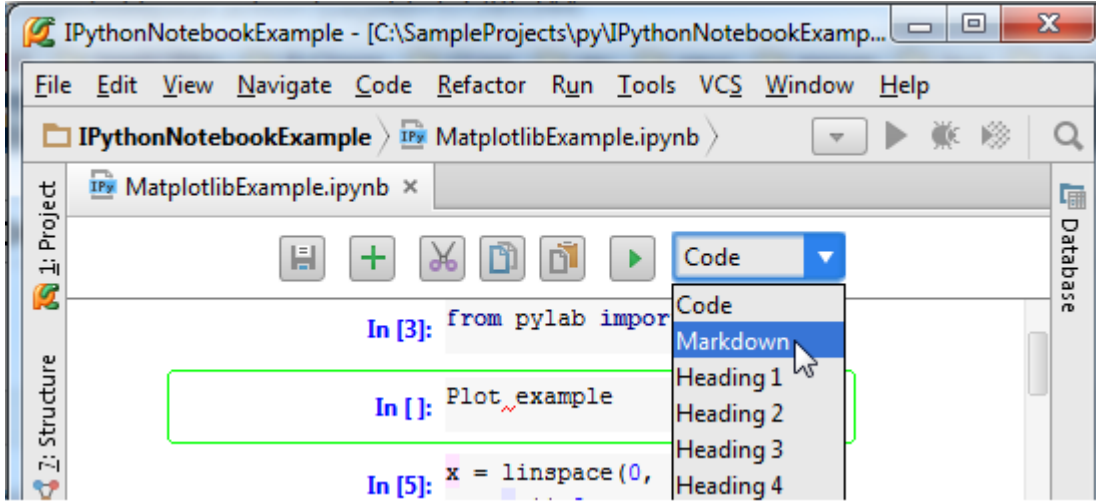 IPythonNotebookExample - [C:\SampleProjects\py\IPythonNotebookExamp...
File Edit View Navigate Code Refactor Run Tools VCS Window Help
IPythonNotebookExample MatplotlibExample.ipynb
MatplotlibExample.ipynb
1: Project
7: Structure
Database
Code
Code
Markdown
Heading 1
Heading 2
Heading 3
Heading 4
In [3]: from pylab impor
In [ ]: Plot example
In [5]: x = linspace(0,